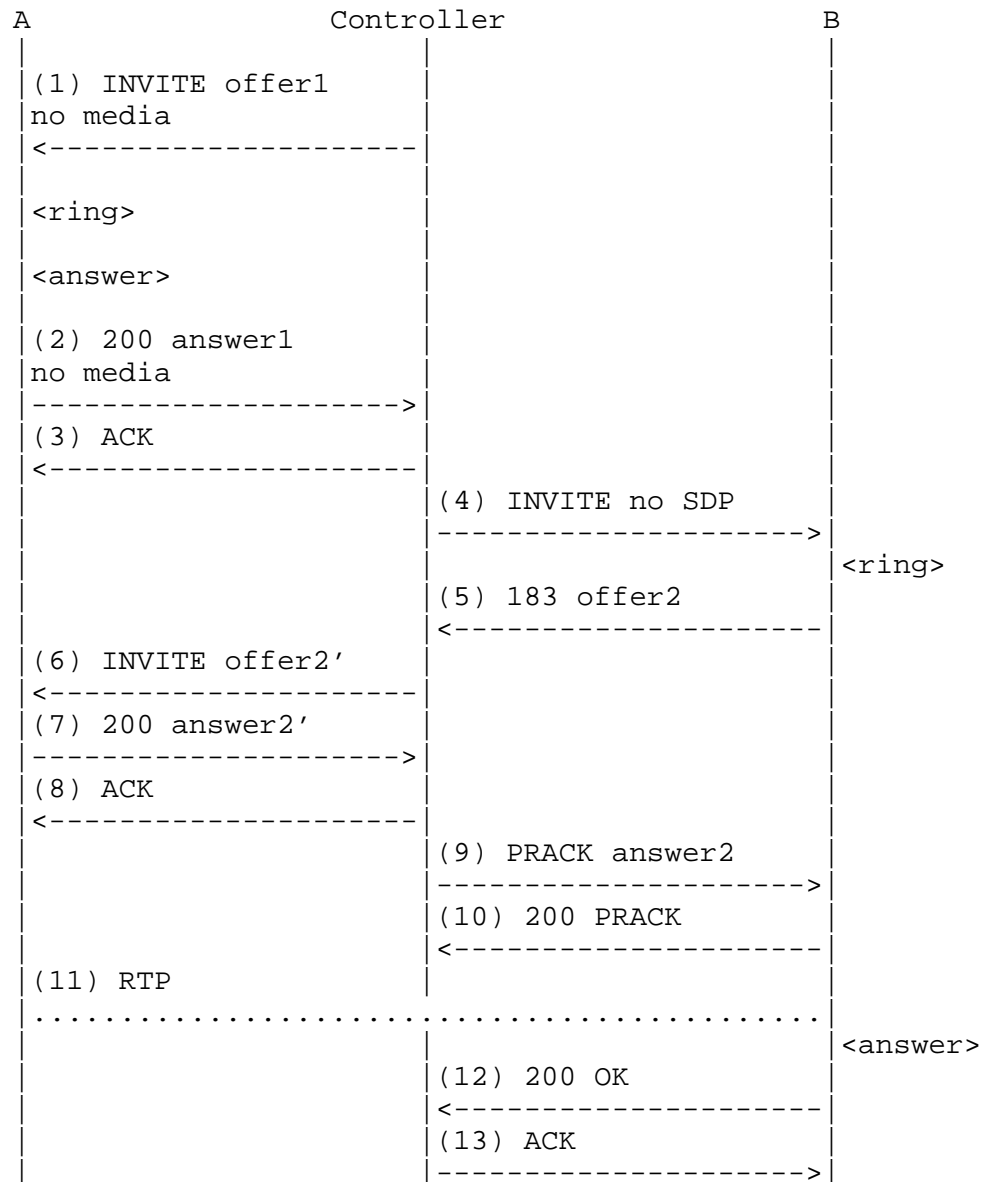 A Controller B
(1) INVITE offer1
no media
<ring>
<answer>
(2) 200 answer1
no media
(3) ACK
(4) INVITE no SDP
<ring>
(5) 183 offer2
(6) INVITE offer2'
(7) 200 answer2'
(8) ACK
(9) PRACK answer2
(10) 200 PRACK
(11) RTP
<answer>
(12) 200 OK
(13) ACK